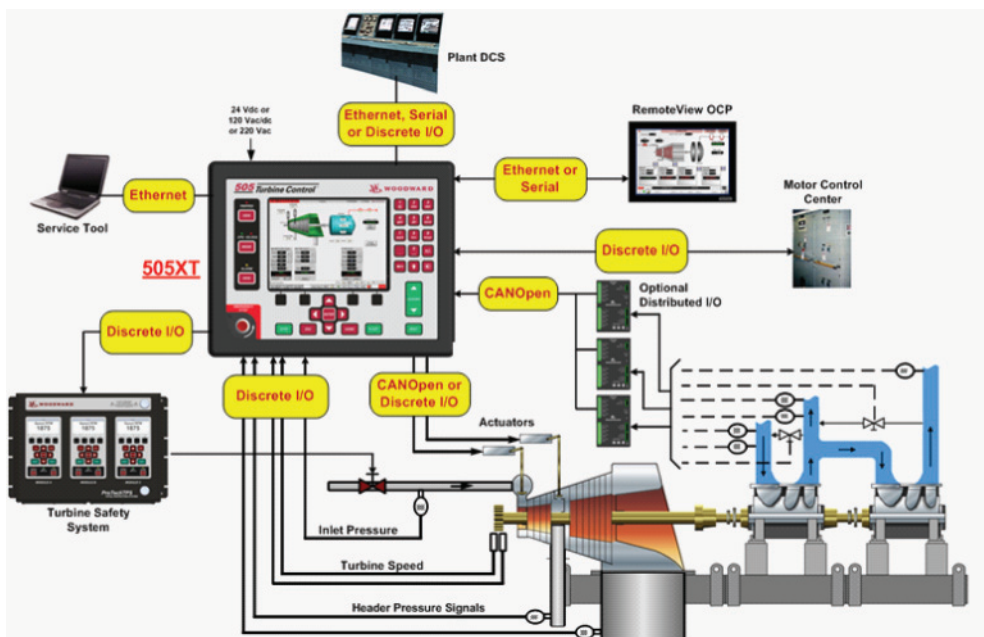 Plant DCS
24 Vdc or
120 Vac/dc
or 220 Vac
Ethernet, Serial
or Discrete I/O
RemoteView OCP
Ethernet
Service Tool
505 Turbine Control
WOODWARD
Ethernet or
Serial
Motor Control
Center
505XT
Discrete I/O
CANOpen
Optional
Distributed I/O
Discrete I/O
Discrete I/O
CANOpen or
Discrete I/O
Actuators
WOODWARD
Turbine Safety
System
Inlet Pressure
Turbine Speed
Header Pressure Signals